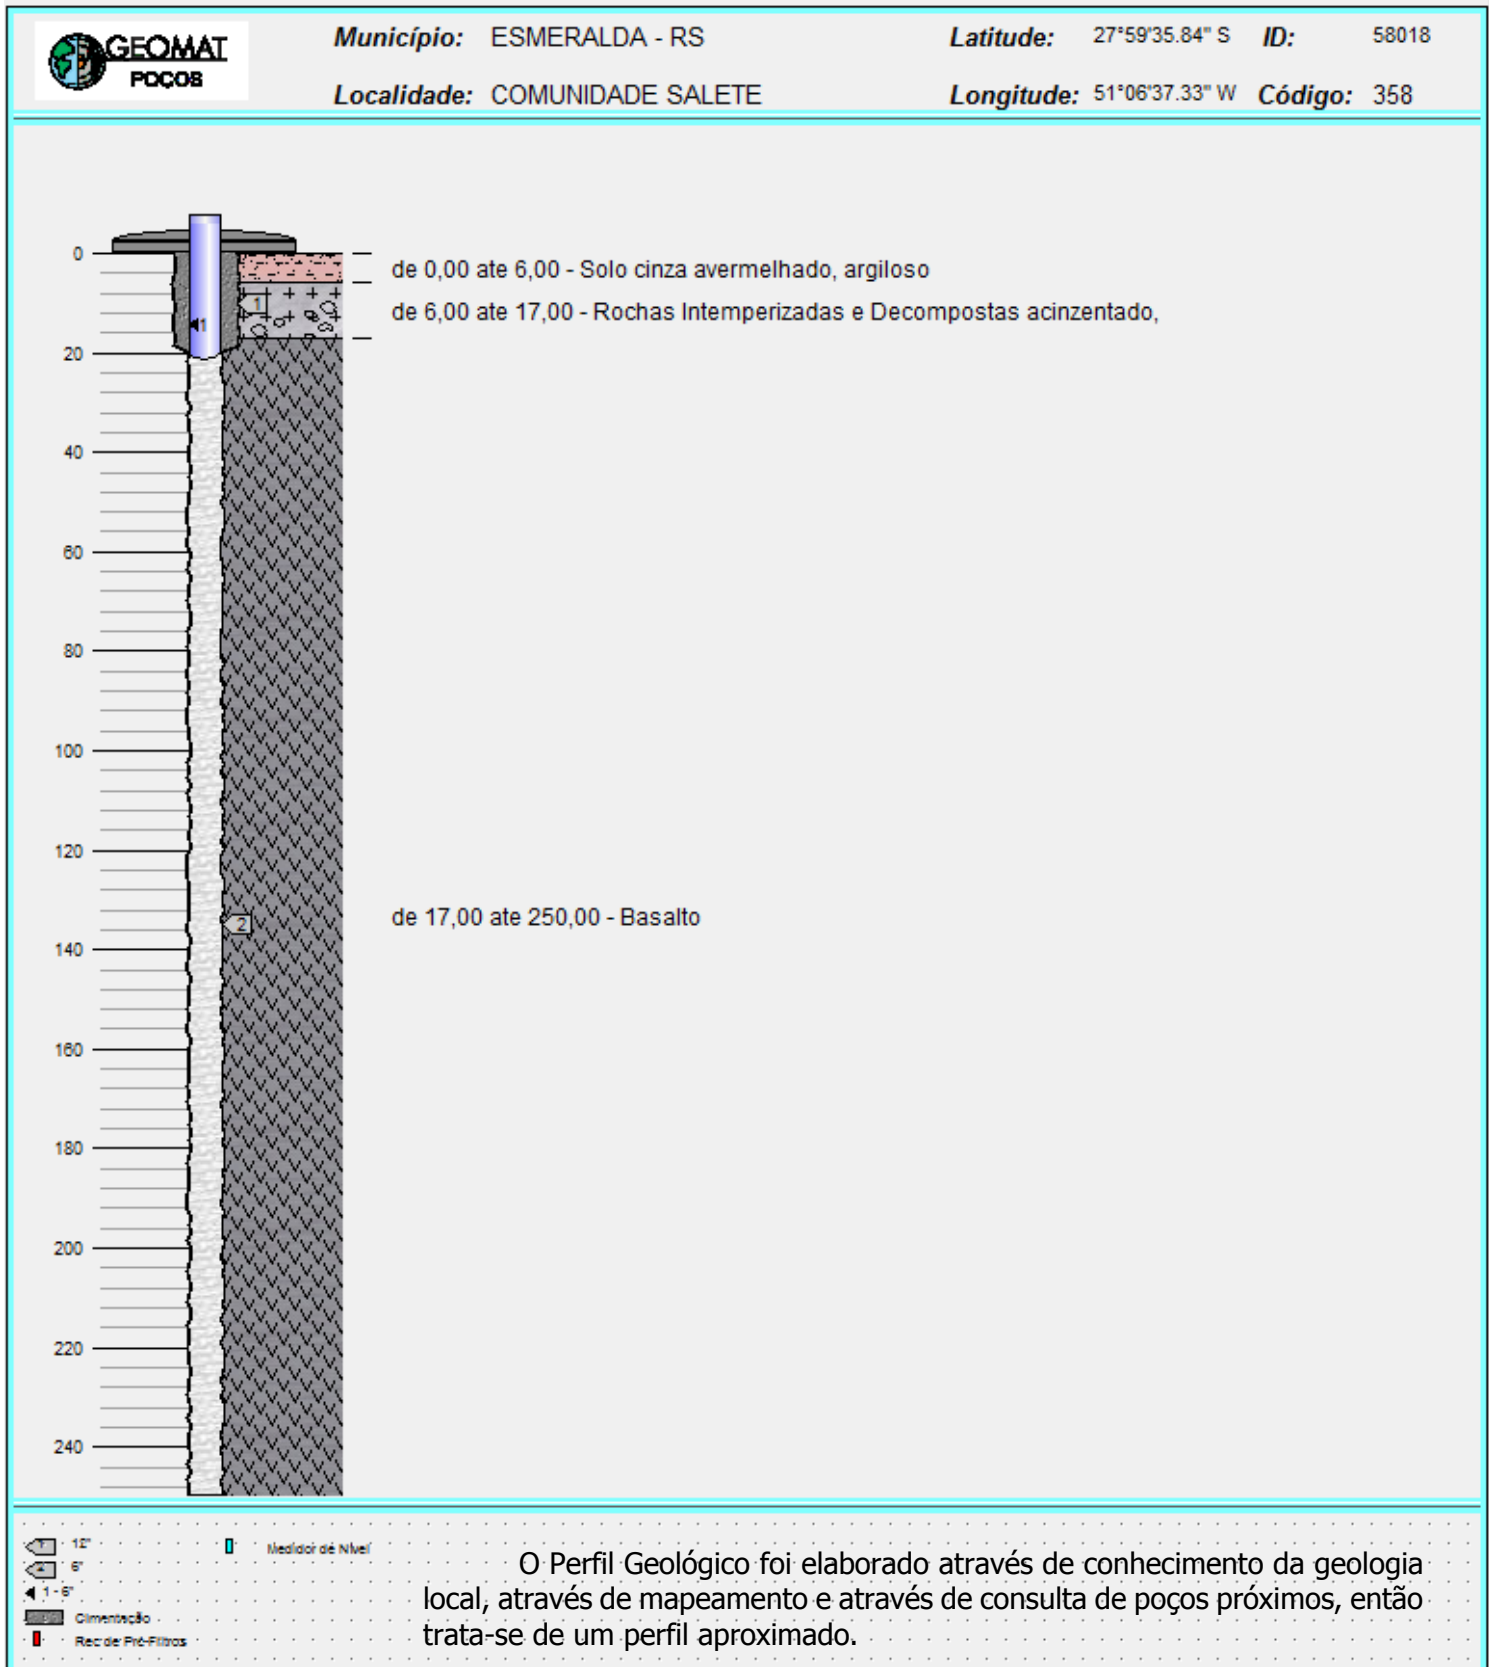 GEOMAT
POÇOS
Município: ESMERALDA - RS
Latitude: 27°59'35.84" S ID: 58018
Localidade: COMUNIDADE SALETE
Longitude: 51°06'37.33" W Código: 358
0
de 0,00 ate 6,00 - Solo cinza avermelhado, argiloso
1
de 6,00 ate 17,00 - Rochas Intemperizadas e Decompostas acinzentado,
1
20
40
60
80
100
120
de 17,00 ate 250,00 - Basalto
2
140
160
180
200
220
240
12"
6"
1 - 6"
Cimentação
Rec de Pré-Filtros
Medidor de Nível
O Perfil Geológico foi elaborado através de conhecimento da geologia
local, através de mapeamento e através de consulta de poços próximos, então
trata-se de um perfil aproximado.